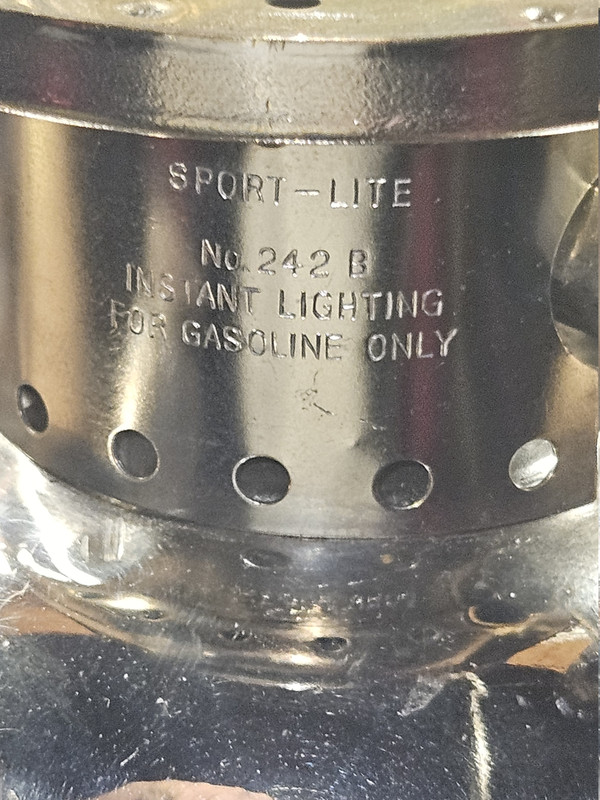 SPORT-LITE
No. 242 B
INSTANT LIGHTING
FOR GASOLINE ONLY